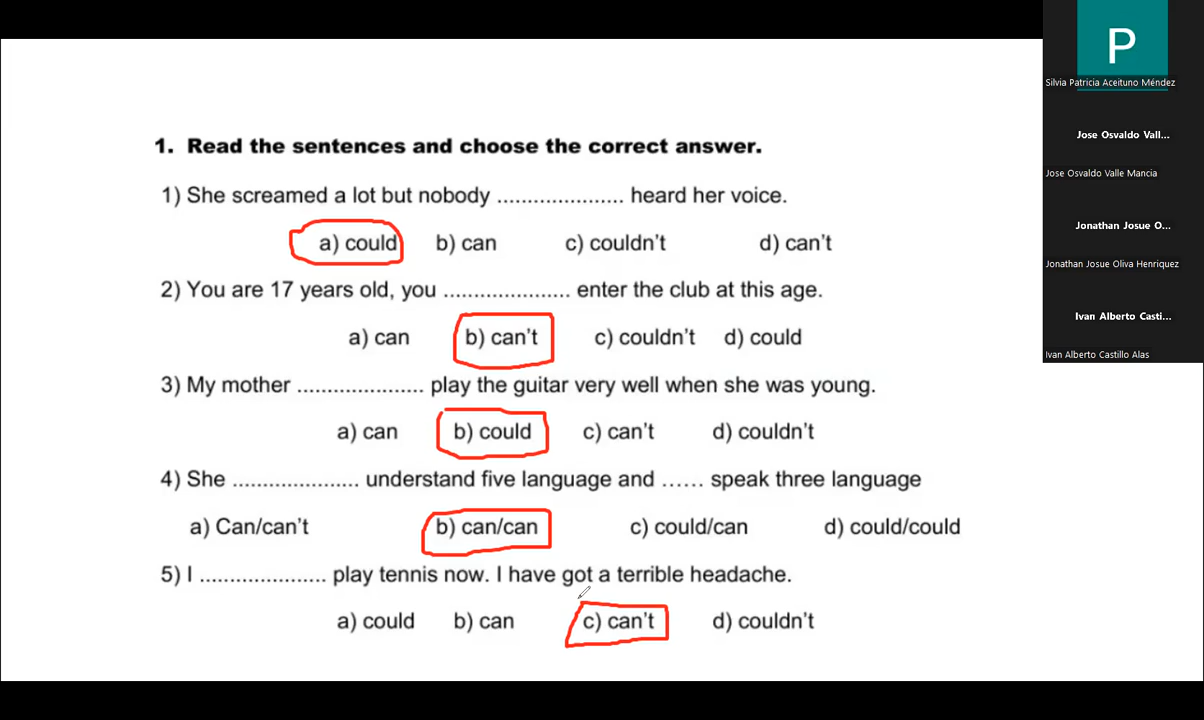 1. Read the sentences and choose the correct answer.
1) She screamed a lot but nobody ..................... heard her voice.
a) could b) can c) couldn't d) can't
2) You are 17 years old, you ..................... enter the club at this age.
a) can b) can't c) couldn't d) could
3) My mother ..................... play the guitar very well when she was young.
a) can b) could c) can't d) couldn't
4) She ..................... understand five language and ...... speak three language
a) Can/can't b) can/can c) could/can d) could/could
5) I ..................... play tennis now. I have got a terrible headache.
a) could b) can c) can't d) couldn't
P
Silvia Patricia Aceituno Méndez
Jose Osvaldo Vall...
Jose Osvaldo Valle Mancia
Jonathan Josue O...
Jonathan Josue Oliva Henriquez
Ivan Alberto Casti...
Ivan Alberto Castillo Alas